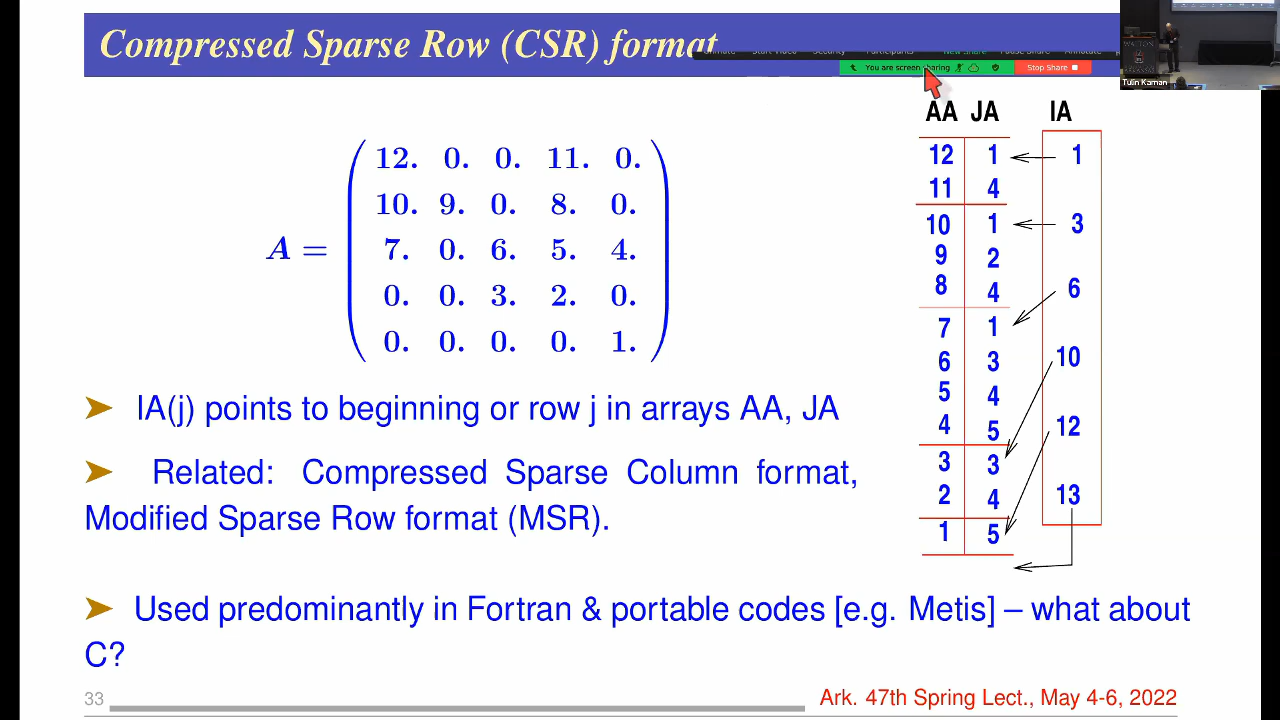 Compressed Sparse Row (CSR) format
You are screen sharing
Stop Share
Tulin Kaman
AA JA IA
12 1 1
11 4
10 1 3
9 2
8 4 6
7 1
6 3 10
5 4
4 5 12
3 3
2 4 13
1 5
A =
12. 0. 0. 11. 0.
10. 9. 0. 8. 0.
7. 0. 6. 5. 4.
0. 0. 3. 2. 0.
0. 0. 0. 0. 1.
➤ IA(j) points to beginning or row j in arrays AA, JA
➤ Related: Compressed Sparse Column format,
Modified Sparse Row format (MSR).
➤ Used predominantly in Fortran & portable codes [e.g. Metis] – what about
C?
33
Ark. 47th Spring Lect., May 4-6, 2022